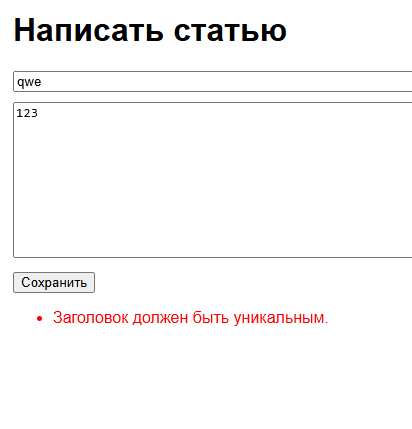 Написать статью
qwe
123
Сохранить
Заголовок должен быть уникальным.